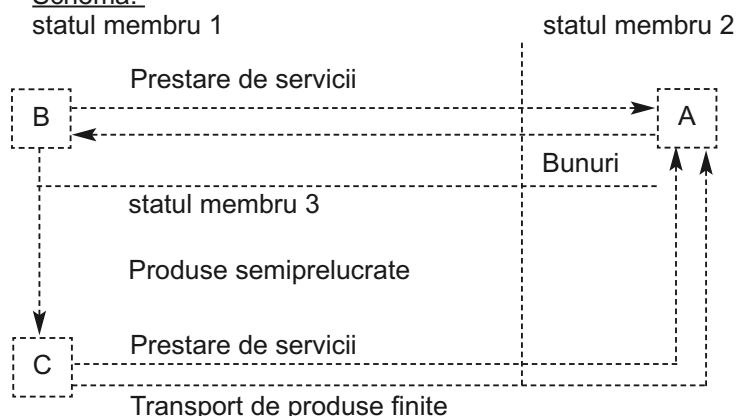 Schema:
statul membru 1 statul membru 2
Prestare de servicii
B A
Bunuri
statul membru 3
Produse semiprelucrate
Prestare de servicii
C
Transport de produse finite